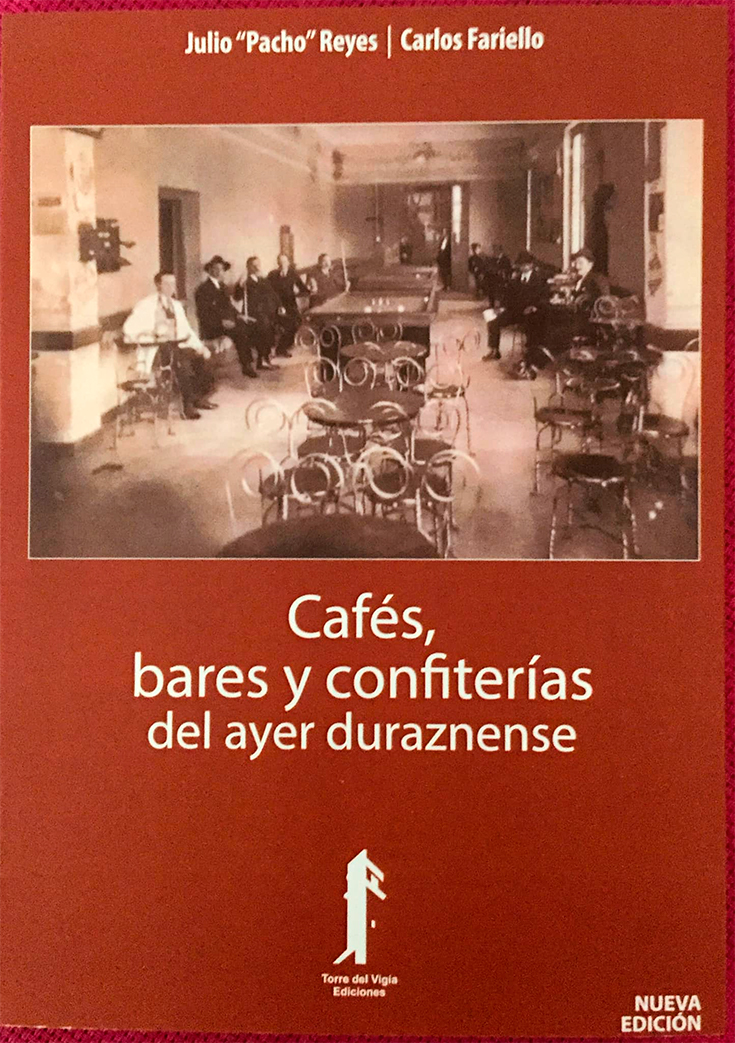 Julio "Pacho" Reyes | Carlos Fariello
Cafés,
bares y confiterías
del ayer duraznense
Torre del Vigía
Ediciones
NUEVA
EDICIÓN